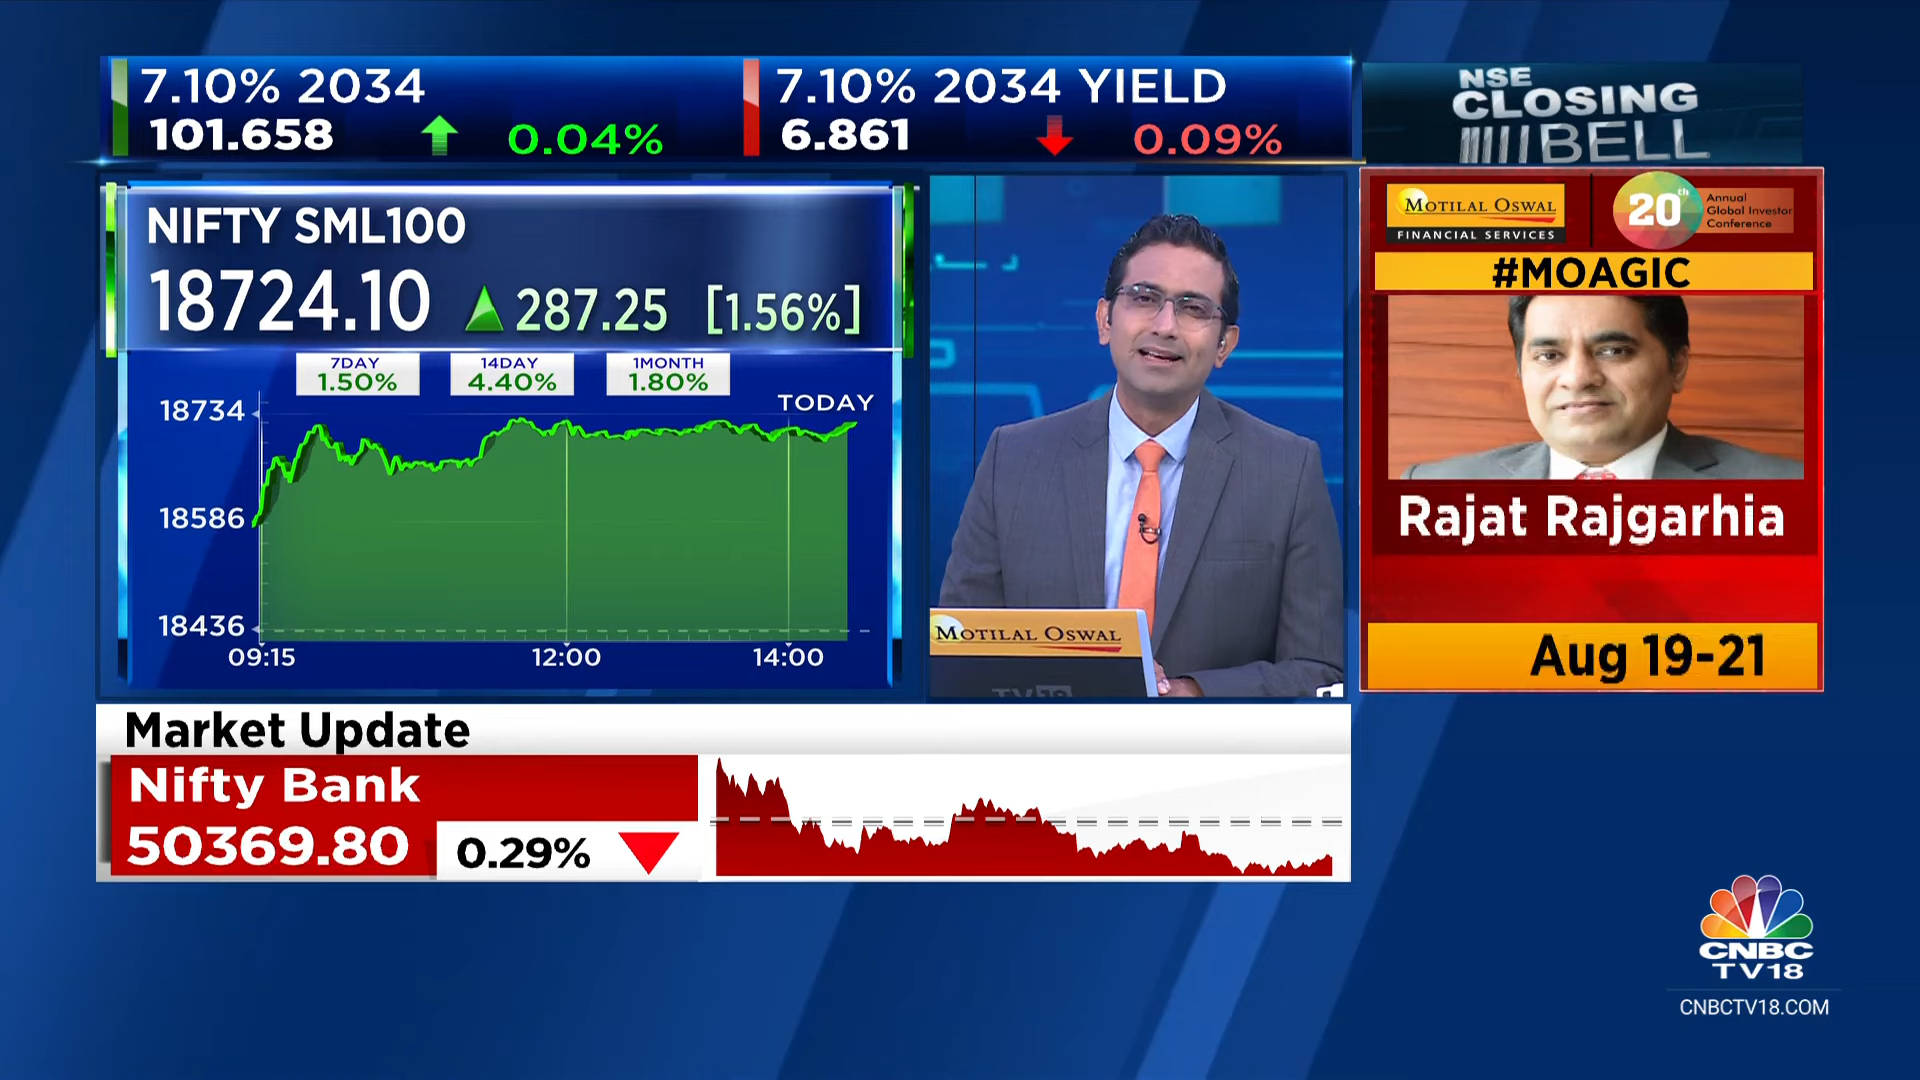 7.10% 2034
101.658 0.04%
7.10% 2034 YIELD
6.861 0.09%
NSE
CLOSING
BELL
NIFTY SML100
18724.10 287.25 [1.56%]
7DAY
1.50%
14DAY
4.40%
1MONTH
1.80%
TODAY
18734
18586
18436
09:15 12:00 14:00
MOTILAL OSWAL
TV18
MOTILAL OSWAL
FINANCIAL SERVICES
20th
Annual
Global Investor
Conference
#MOAGIC
Rajat Rajgarhia
Aug 19-21
Market Update
Nifty Bank
50369.80 0.29%
CNBC
TV18
CNBCTV18.COM